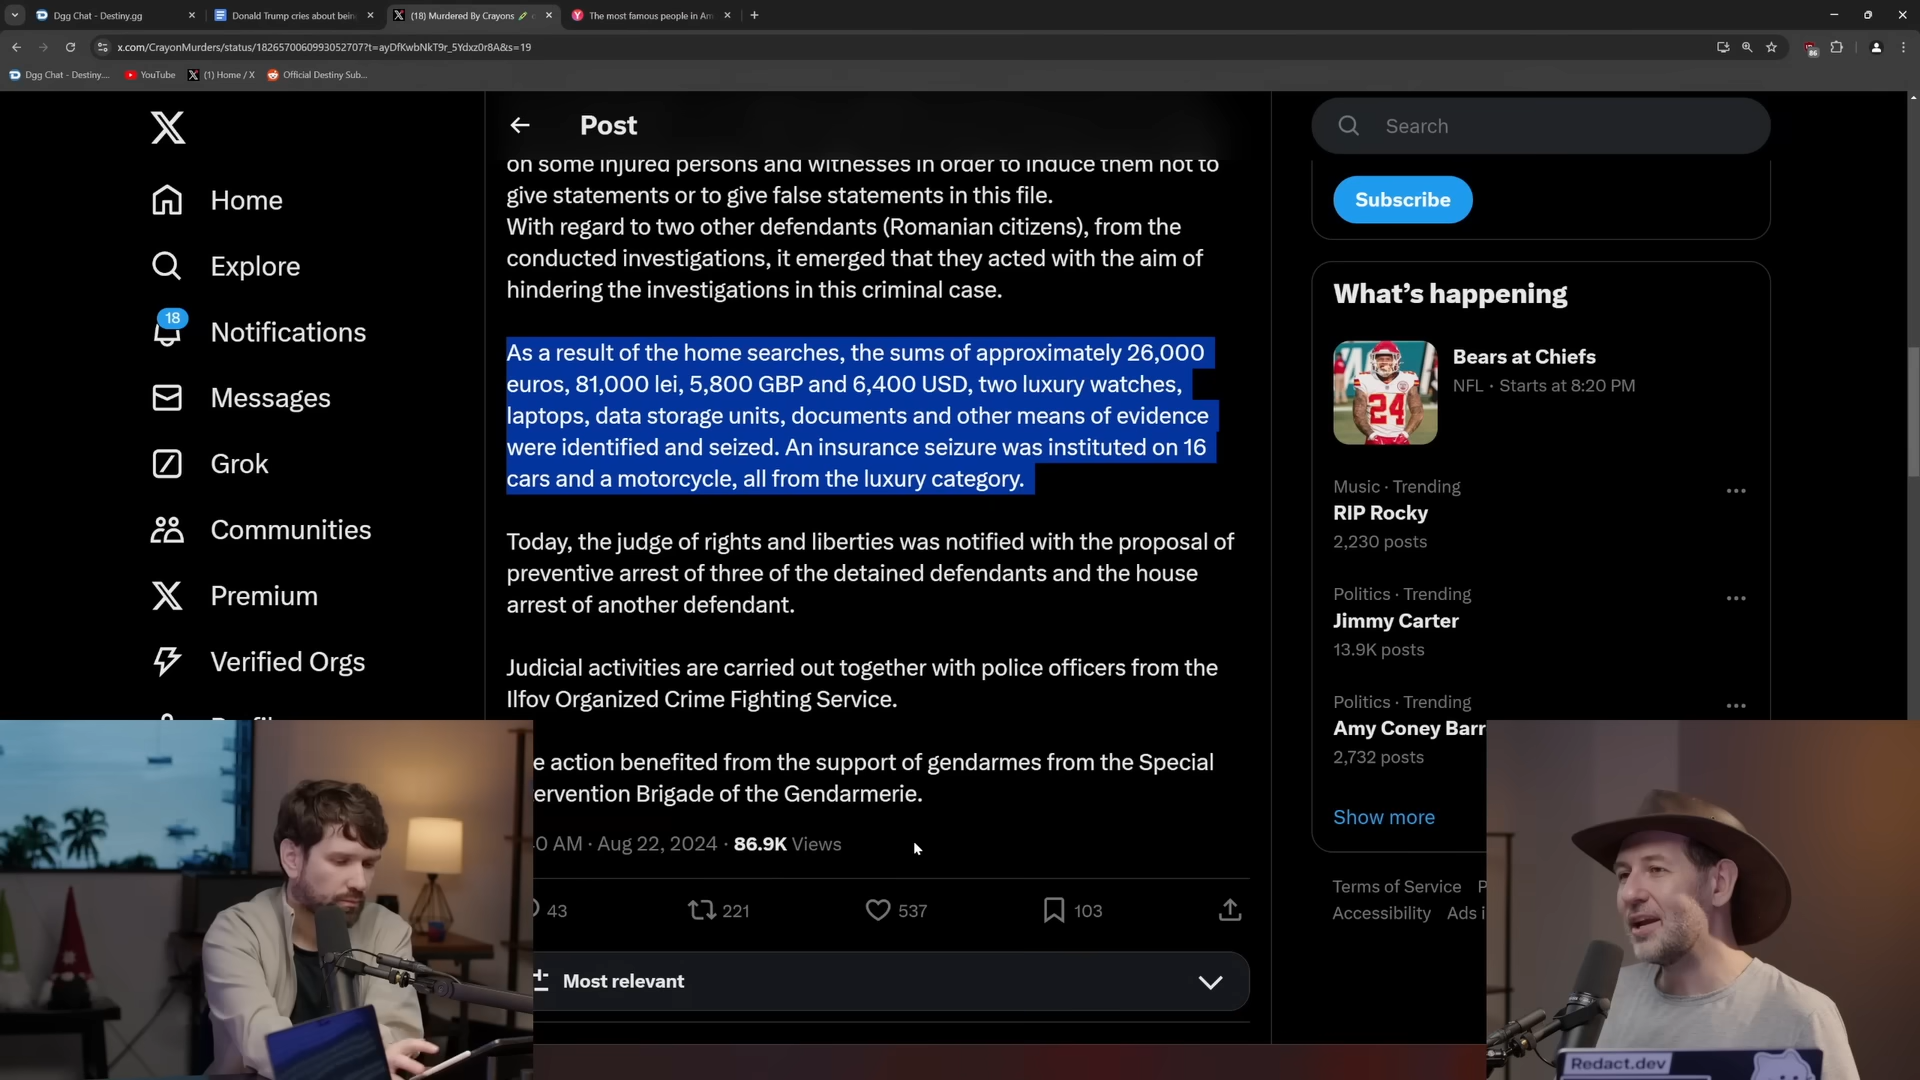 Dgg Chat - Destiny.gg
Donald Trump cries about bein
(18) Murdered By Crayons
The most famous people in Am
x.com/CrayonMurders/status/1826570060993052707?t=ayDfKwbNkT9r_5Ydxz0r8A&s=19
86
Dgg Chat - Destiny....
YouTube
(1) Home / X
Official Destiny Sub...
Home
Explore
18
Notifications
Messages
Grok
Communities
Premium
Verified Orgs
Post
on some injured persons and witnesses in order to induce them not to
give statements or to give false statements in this file.
With regard to two other defendants (Romanian citizens), from the
conducted investigations, it emerged that they acted with the aim of
hindering the investigations in this criminal case.
As a result of the home searches, the sums of approximately 26,000
euros, 81,000 lei, 5,800 GBP and 6,400 USD, two luxury watches,
laptops, data storage units, documents and other means of evidence
were identified and seized. An insurance seizure was instituted on 16
cars and a motorcycle, all from the luxury category.
Today, the judge of rights and liberties was notified with the proposal of
preventive arrest of three of the detained defendants and the house
arrest of another defendant.
Judicial activities are carried out together with police officers from the
Ilfov Organized Crime Fighting Service.
e action benefited from the support of gendarmes from the Special
tervention Brigade of the Gendarmerie.
0 AM · Aug 22, 2024 · 86.9K Views
43
221
537
103
Most relevant
Search
Subscribe
What's happening
Bears at Chiefs
NFL · Starts at 8:20 PM
24
Music · Trending
RIP Rocky
2,230 posts
Politics · Trending
Jimmy Carter
13.9K posts
Politics · Trending
Amy Coney Barr
2,732 posts
Show more
Terms of Service P
Accessibility Ads i
Redact.dev